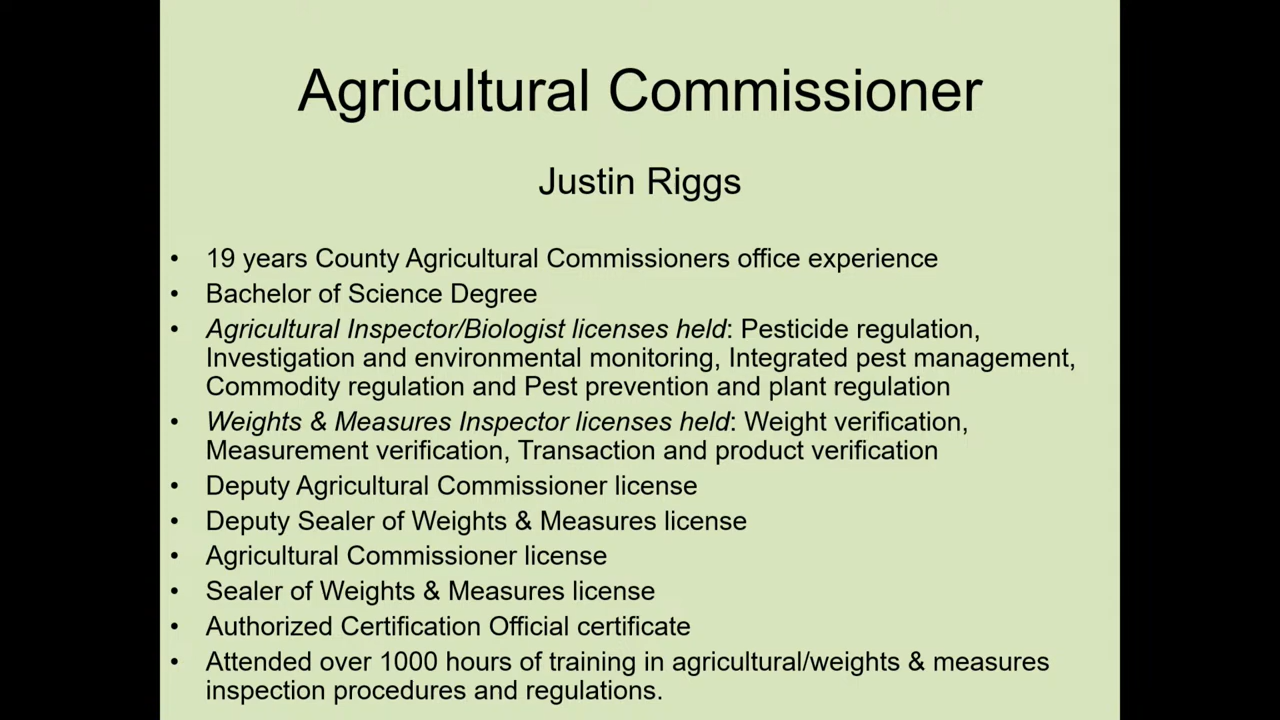 Agricultural Commissioner
Justin Riggs
• 19 years County Agricultural Commissioners office experience
• Bachelor of Science Degree
• Agricultural Inspector/Biologist licenses held: Pesticide regulation,
Investigation and environmental monitoring, Integrated pest management,
Commodity regulation and Pest prevention and plant regulation
• Weights & Measures Inspector licenses held: Weight verification,
Measurement verification, Transaction and product verification
• Deputy Agricultural Commissioner license
• Deputy Sealer of Weights & Measures license
• Agricultural Commissioner license
• Sealer of Weights & Measures license
• Authorized Certification Official certificate
• Attended over 1000 hours of training in agricultural/weights & measures
inspection procedures and regulations.